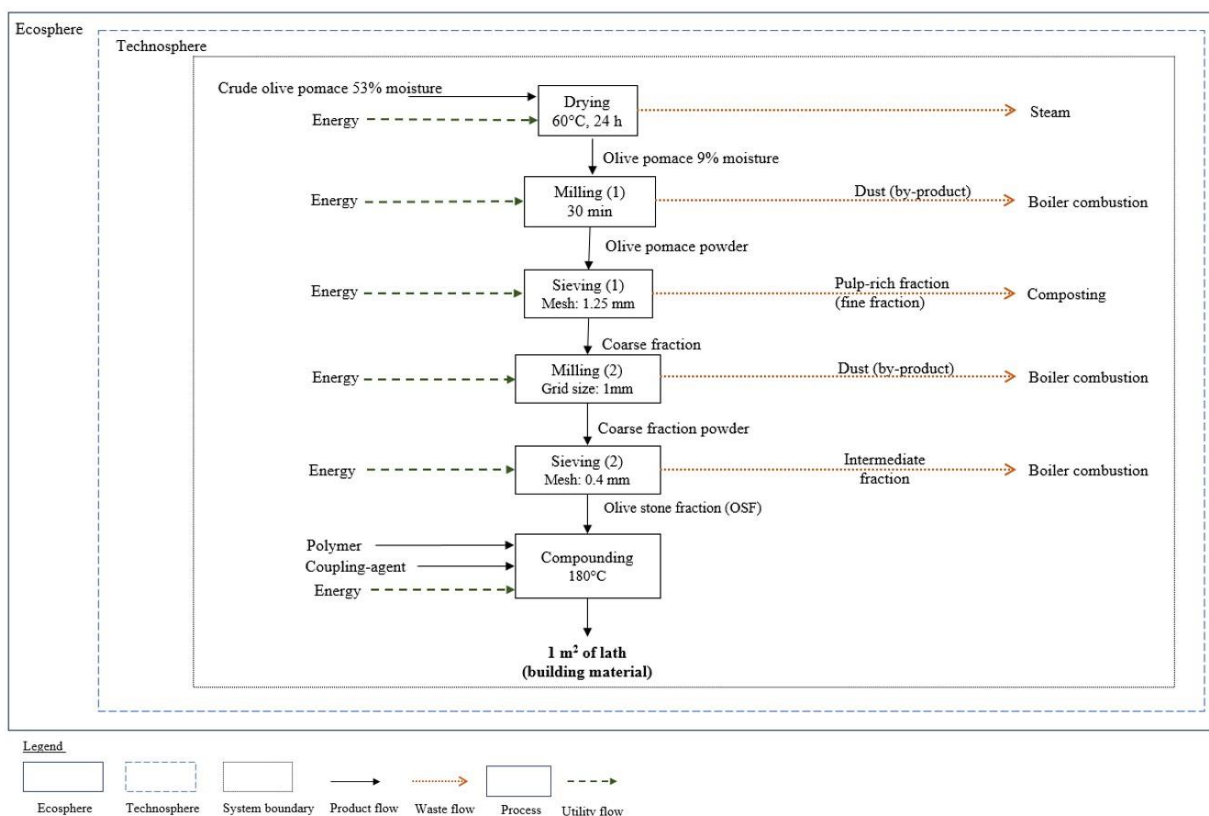 Ecosphere
Technosphere
Crude olive pomace 53% moisture
Energy
Drying
60°C, 24 h
Steam
Olive pomace 9% moisture
Energy
Milling (1)
30 min
Dust (by-product)
Boiler combustion
Olive pomace powder
Energy
Sieving (1)
Mesh: 1.25 mm
Pulp-rich fraction
(fine fraction)
Composting
Coarse fraction
Energy
Milling (2)
Grid size: 1mm
Dust (by-product)
Boiler combustion
Coarse fraction powder
Energy
Sieving (2)
Mesh: 0.4 mm
Intermediate
fraction
Boiler combustion
Olive stone fraction (OSF)
Polymer
Coupling-agent
Energy
Compounding
180°C
1 m² of lath
(building material)
Legend
Ecosphere
Technosphere
System boundary
Product flow
Waste flow
Process
Utility flow